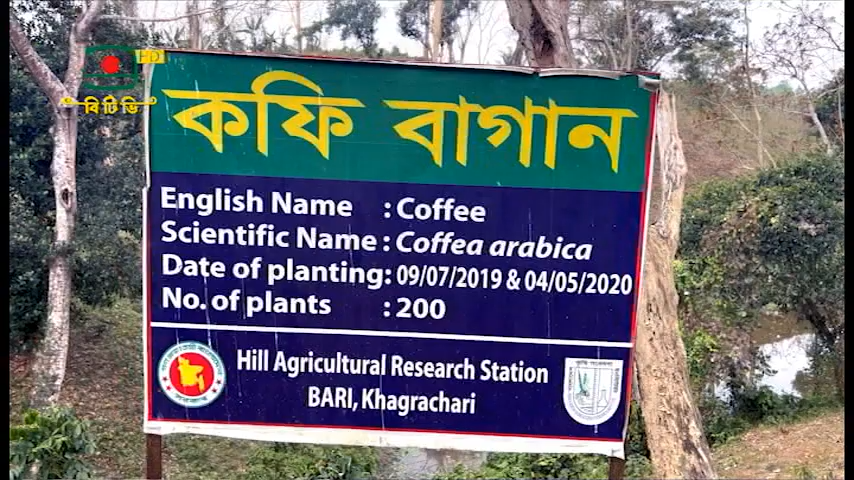 HD
বিটিভি
কফি বাগান
English Name : Coffee
Scientific Name : Coffea arabica
Date of planting: 09/07/2019 & 04/05/2020
No. of plants : 200
Hill Agricultural Research Station
BARI, Khagrachari